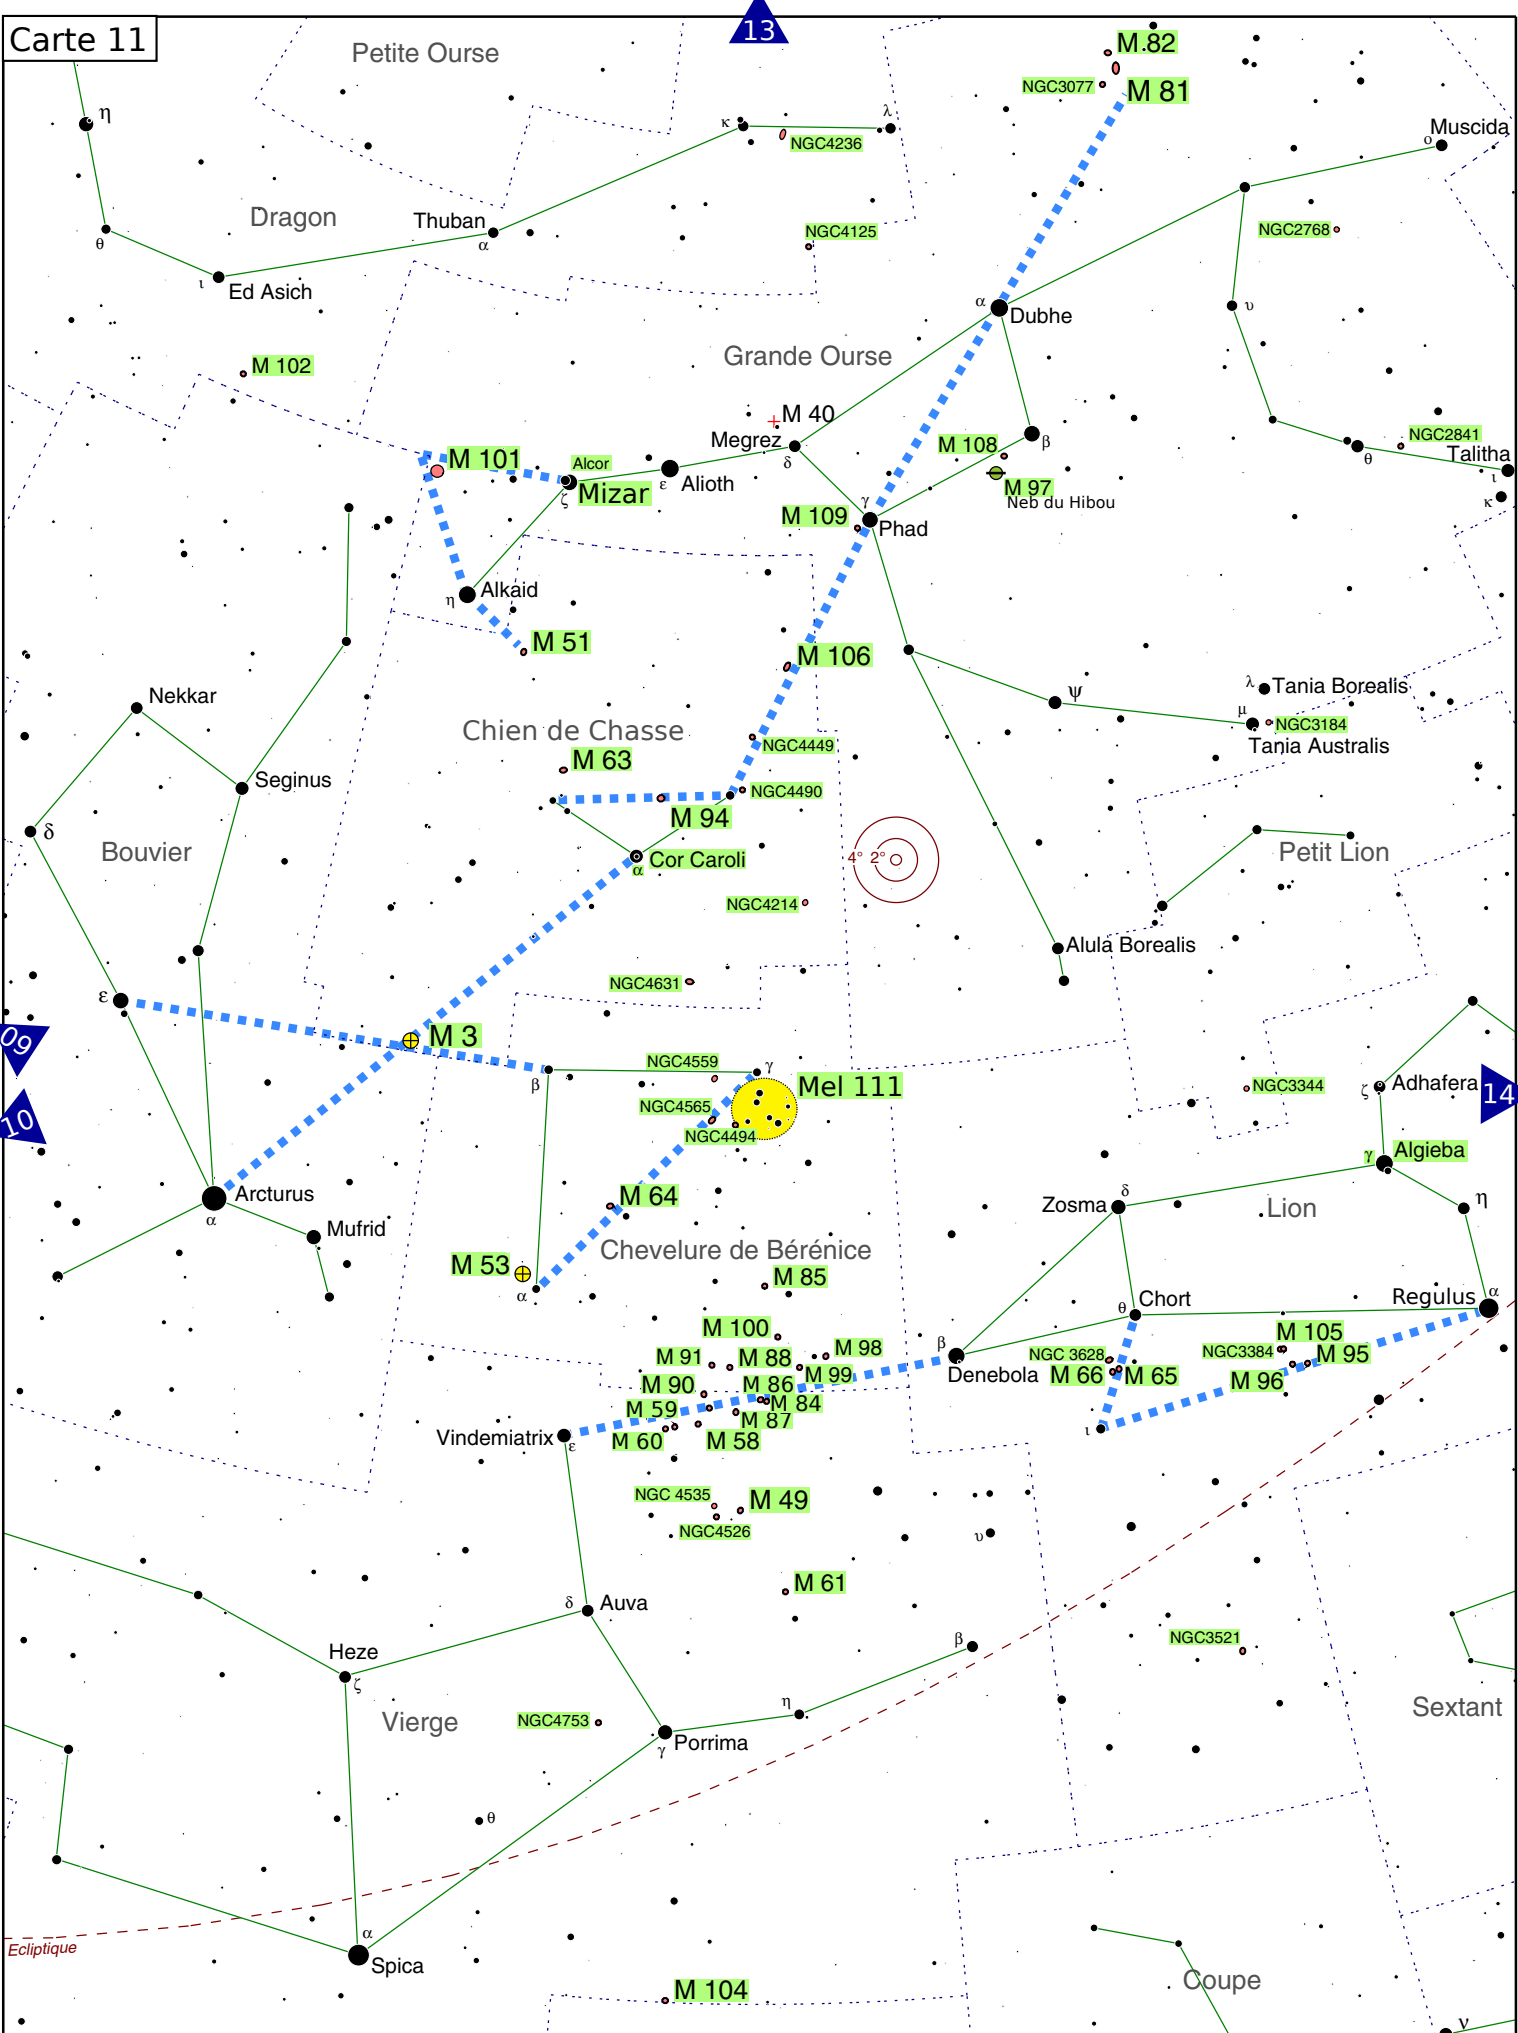 Carte 11
13
Petite Ourse
M 82
NGC3077
M 81
η
κ
λ
NGC4236
Muscida
ο
Dragon
Thuban
α
NGC4125
NGC2768
θ
ι
Ed Asich
α
Dubhe
υ
Grande Ourse
M 102
M 40
Megrez
δ
M 108
β
NGC2841
Talitha
θ
ι
κ
M 101
Alcor
Mizar
ζ
ε
Alioth
M 97
Neb du Hibou
M 109
γ
Phad
Alkaid
η
M 51
M 106
Nekkar
ψ
λ
Tania Borealis
μ
NGC3184
Tania Australis
Chien de Chasse
NGC4449
M 63
Seginus
NGC4490
M 94
δ
Bouvier
Cor Caroli
α
4° 2°
Petit Lion
NGC4214
Alula Borealis
NGC4631
ε
09
M 3
NGC4559
γ
β
Mel 111
NGC3344
ζ
Adhafera
14
10
NGC4565
NGC4494
γ
Algieba
Arcturus
α
Mufrid
M 64
Zosma
δ
Lion
η
Chevelure de Bérénice
M 53
α
M 85
θ
Chort
Regulus
α
M 100
M 98
β
M 105
M 91
M 88
M 99
Denebola
NGC 3628
NGC3384
M 95
M 66
M 65
M 96
M 90
M 86
M 84
M 59
M 87
Vindemiatrix
ε
M 60
M 58
ι
NGC 4535
M 49
NGC4526
υ
M 61
δ
Auva
β
NGC3521
Heze
ζ
Vierge
NGC4753
η
γ
Porrima
Sextant
θ
Ecliptique
α
Spica
M 104
Coupe
ν